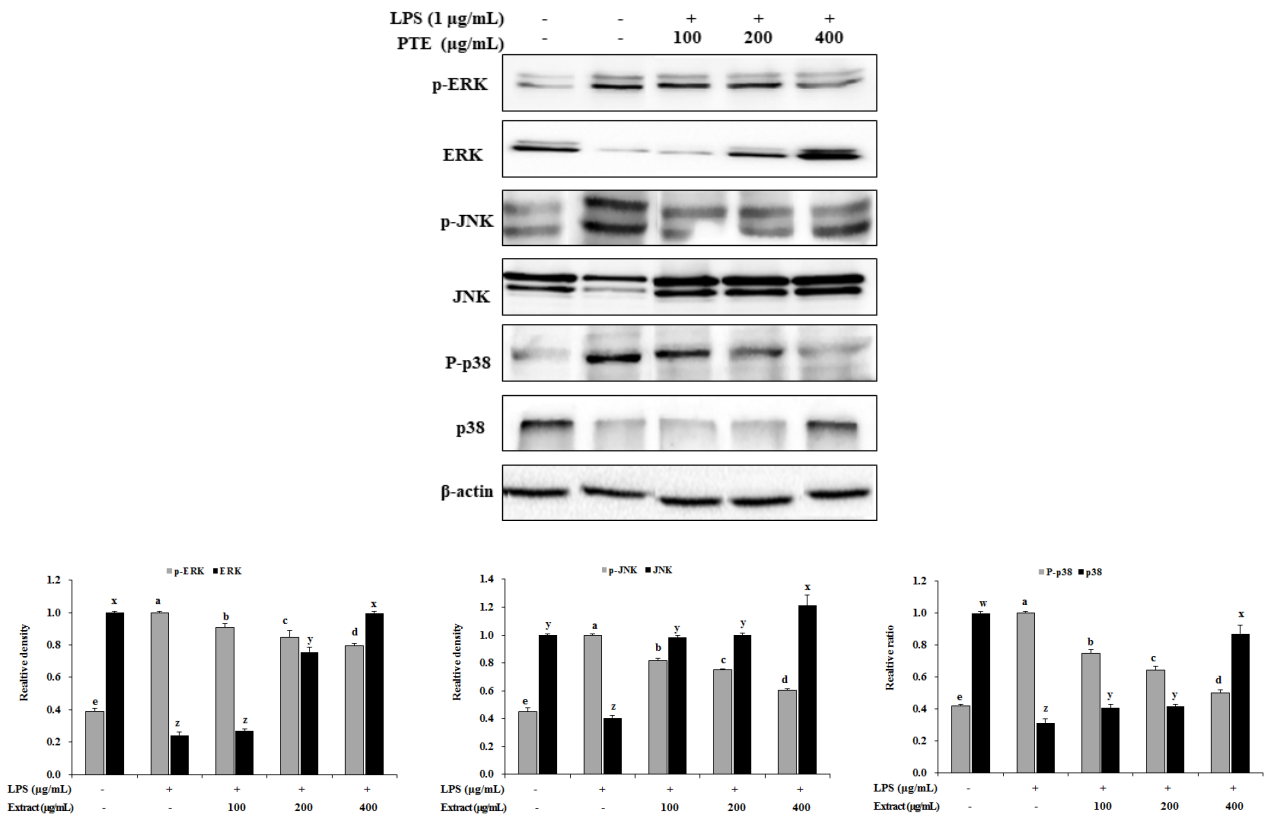 LPS (1 μg/mL) - - + + +
PTE (μg/mL) - - 100 200 400
p-ERK
ERK
p-JNK
JNK
P-p38
p38
β-actin
p-ERK ERK
Realtive density
1.2
1.0
0.8
0.6
0.4
0.2
0.0
e x a z b z c y d x
LPS (μg/mL) - + + + +
Extract (μg/mL) - - 100 200 400
p-JNK JNK
Realtive density
1.4
1.2
1.0
0.8
0.6
0.4
0.2
0.0
e y a z b y c y d x
LPS (μg/mL) - + + + +
Extract (μg/mL) - - 100 200 400
P-p38 p38
Realtive ratio
1.2
1.0
0.8
0.6
0.4
0.2
0.0
e w a z b y c y d x
LPS (μg/mL) - + + + +
Extract (μg/mL) - - 100 200 400